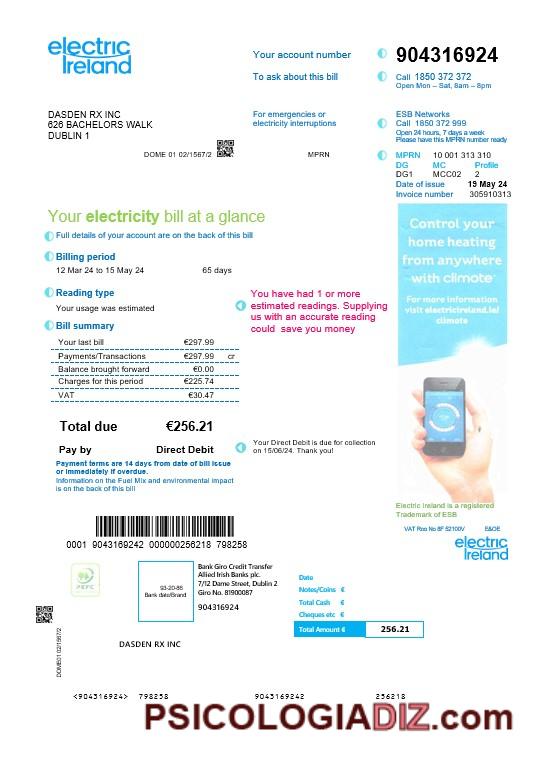 electric
Ireland
Your account number 904316924
To ask about this bill Call 1850 372 372
Open Mon – Sat, 8am – 8pm
DASDEN RX INC
626 BACHELORS WALK
DUBLIN 1
For emergencies or
electricity interruptions
ESB Networks
Call 1850 372 999
Open 24 hours, 7 days a week
Please have this MPRN number ready
DOME 01 02/1567/2
MPRN
MPRN 10 001 313 310
DG MC Profile
DG1 MCC02 2
Date of issue 19 May 24
Invoice number 305910313
Your electricity bill at a glance
Full details of your account are on the back of this bill
Billing period
12 Mar 24 to 15 May 24 65 days
Reading type
Your usage was estimated
You have had 1 or more
estimated readings. Supplying
us with an accurate reading
could save you money
Bill summary
Your last bill €297.99
Payments/Transactions €297.99 cr
Balance brought forward €0.00
Charges for this period €225.74
VAT €30.47
Total due €256.21
Pay by Direct Debit
Your Direct Debit is due for collection
on 15/06/24. Thank you!
Payment terms are 14 days from date of bill issue
or immediately if overdue.
Information on the Fuel Mix and environmental impact
is on the back of this bill
Control your
home heating
from anywhere
with climote
For more information
visit electricireland.ie/
climote
Electric Ireland is a registered
Trademark of ESB
VAT Reg No 8F 52100V E&OE
electric
Ireland
0001 9043169242 000000256218 798258
PEFC
93-20-86
Bank date/Brand
Bank Giro Credit Transfer
Allied Irish Banks plc.
7/12 Dame Street, Dublin 2
Giro No. 81900087
904316924
Date
Notes/Coins €
Total Cash €
Cheques etc €
Total Amount € 256.21
DOME01 02/1567/2
DASDEN RX INC
<904316924> 798258 9043169242 256218
PSICOLOGIADIZ.com